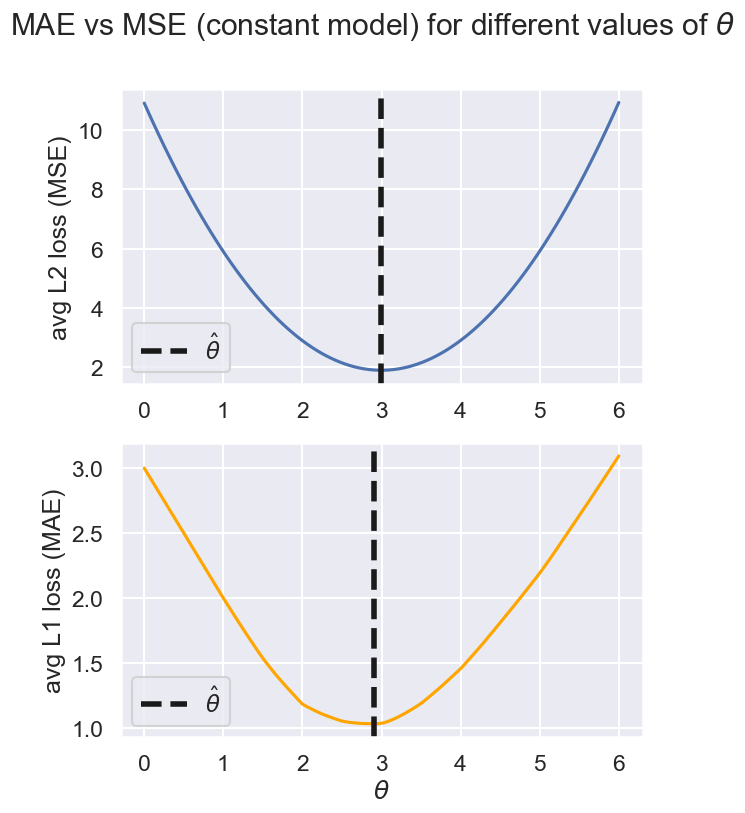 MAE vs MSE (constant model) for different values of θ
avg L2 loss (MSE)
10
8
6
4
2
θ̂
0 1 2 3 4 5 6
avg L1 loss (MAE)
3.0
2.5
2.0
1.5
1.0
θ̂
0 1 2 3 4 5 6
θ